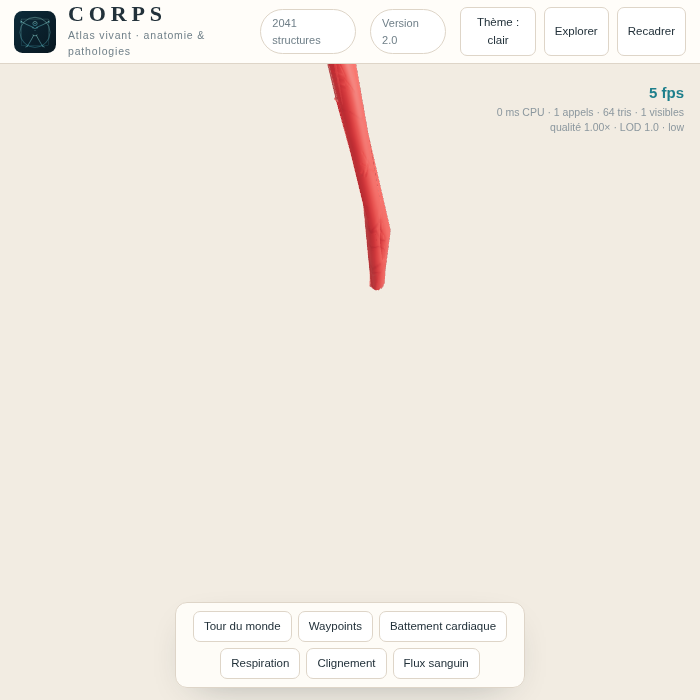 CORPS
Atlas vivant · anatomie &
pathologies
2041
structures
Version
2.0
Thème :
clair
Explorer
Recadrer
5 fps
0 ms CPU · 1 appels · 64 tris · 1 visibles
qualité 1.00× · LOD 1.0 · low
Tour du monde
Waypoints
Battement cardiaque
Respiration
Clignement
Flux sanguin